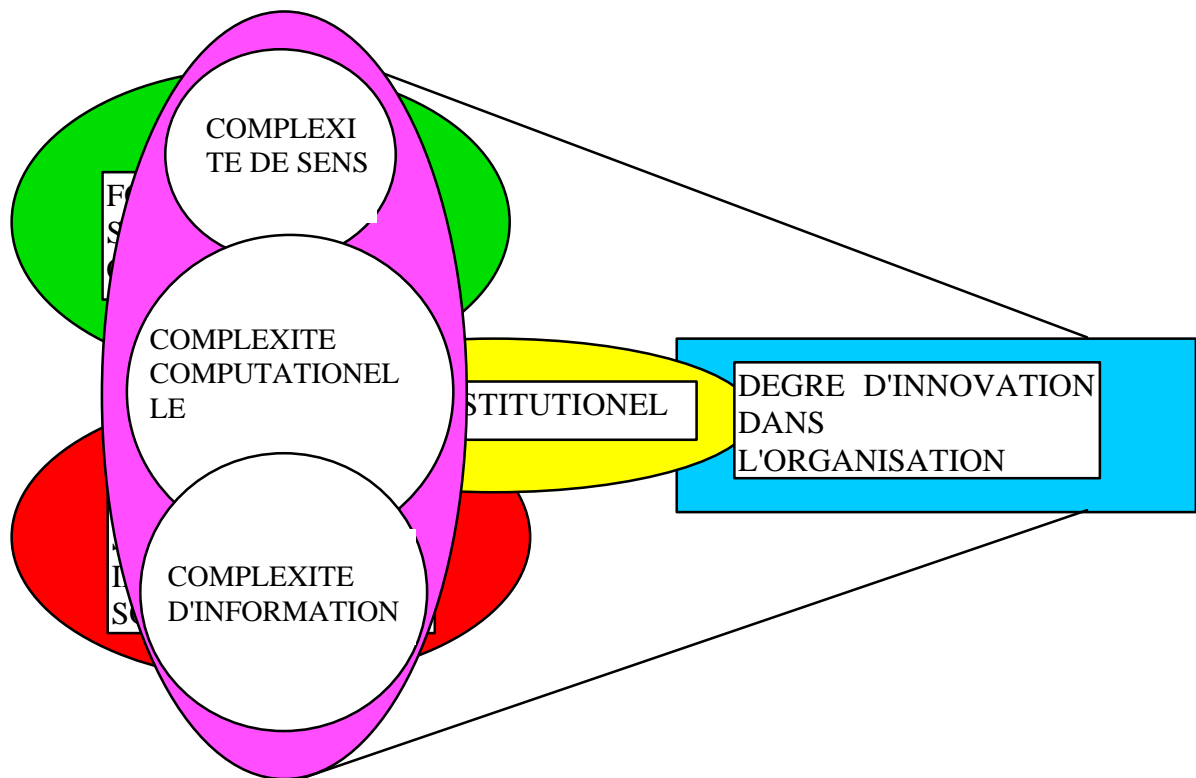 COMPLEXI
TE DE SENS
COMPLEXITE
COMPUTATIONEL
LE
STITUTIONEL
DEGRE D'INNOVATION
DANS
L'ORGANISATION
COMPLEXITE
D'INFORMATION